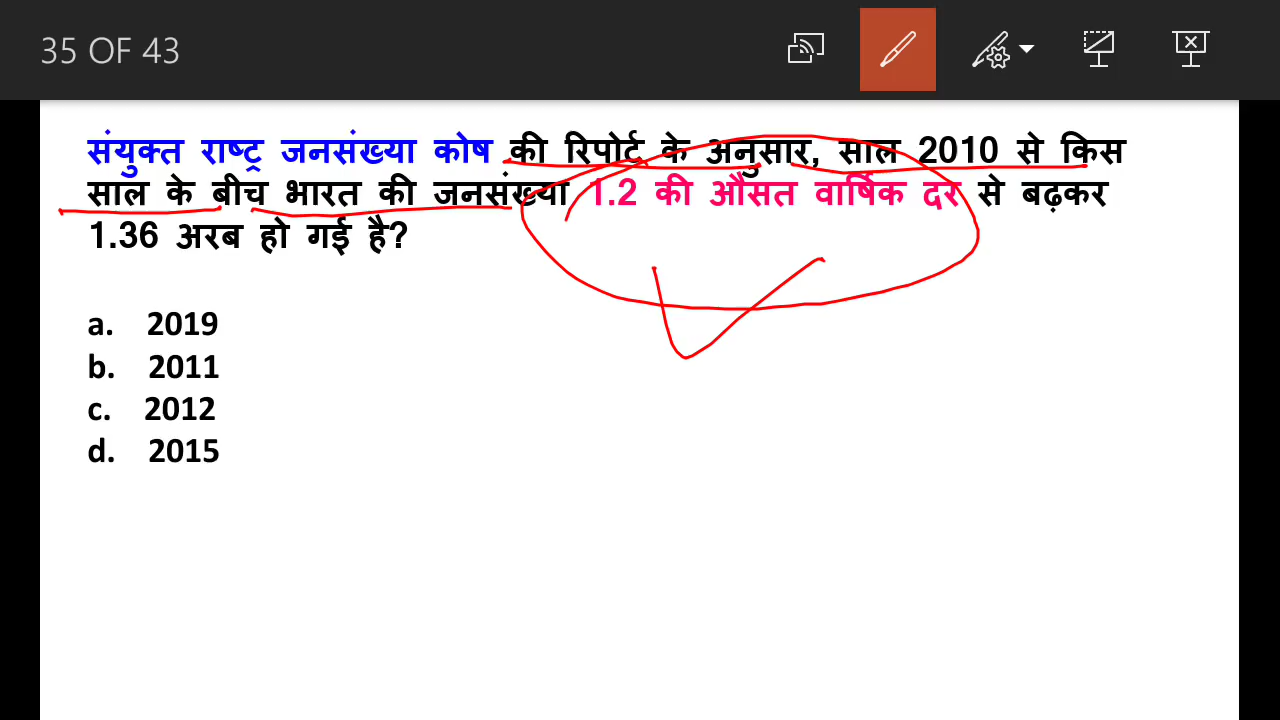 35 OF 43
संयुक्त राष्ट्र जनसंख्या कोष की रिपोर्ट के अनुसार, साल 2010 से किस
साल के बीच भारत की जनसंख्या 1.2 की औसत वार्षिक दर से बढ़कर
1.36 अरब हो गई है?
a. 2019
b. 2011
c. 2012
d. 2015